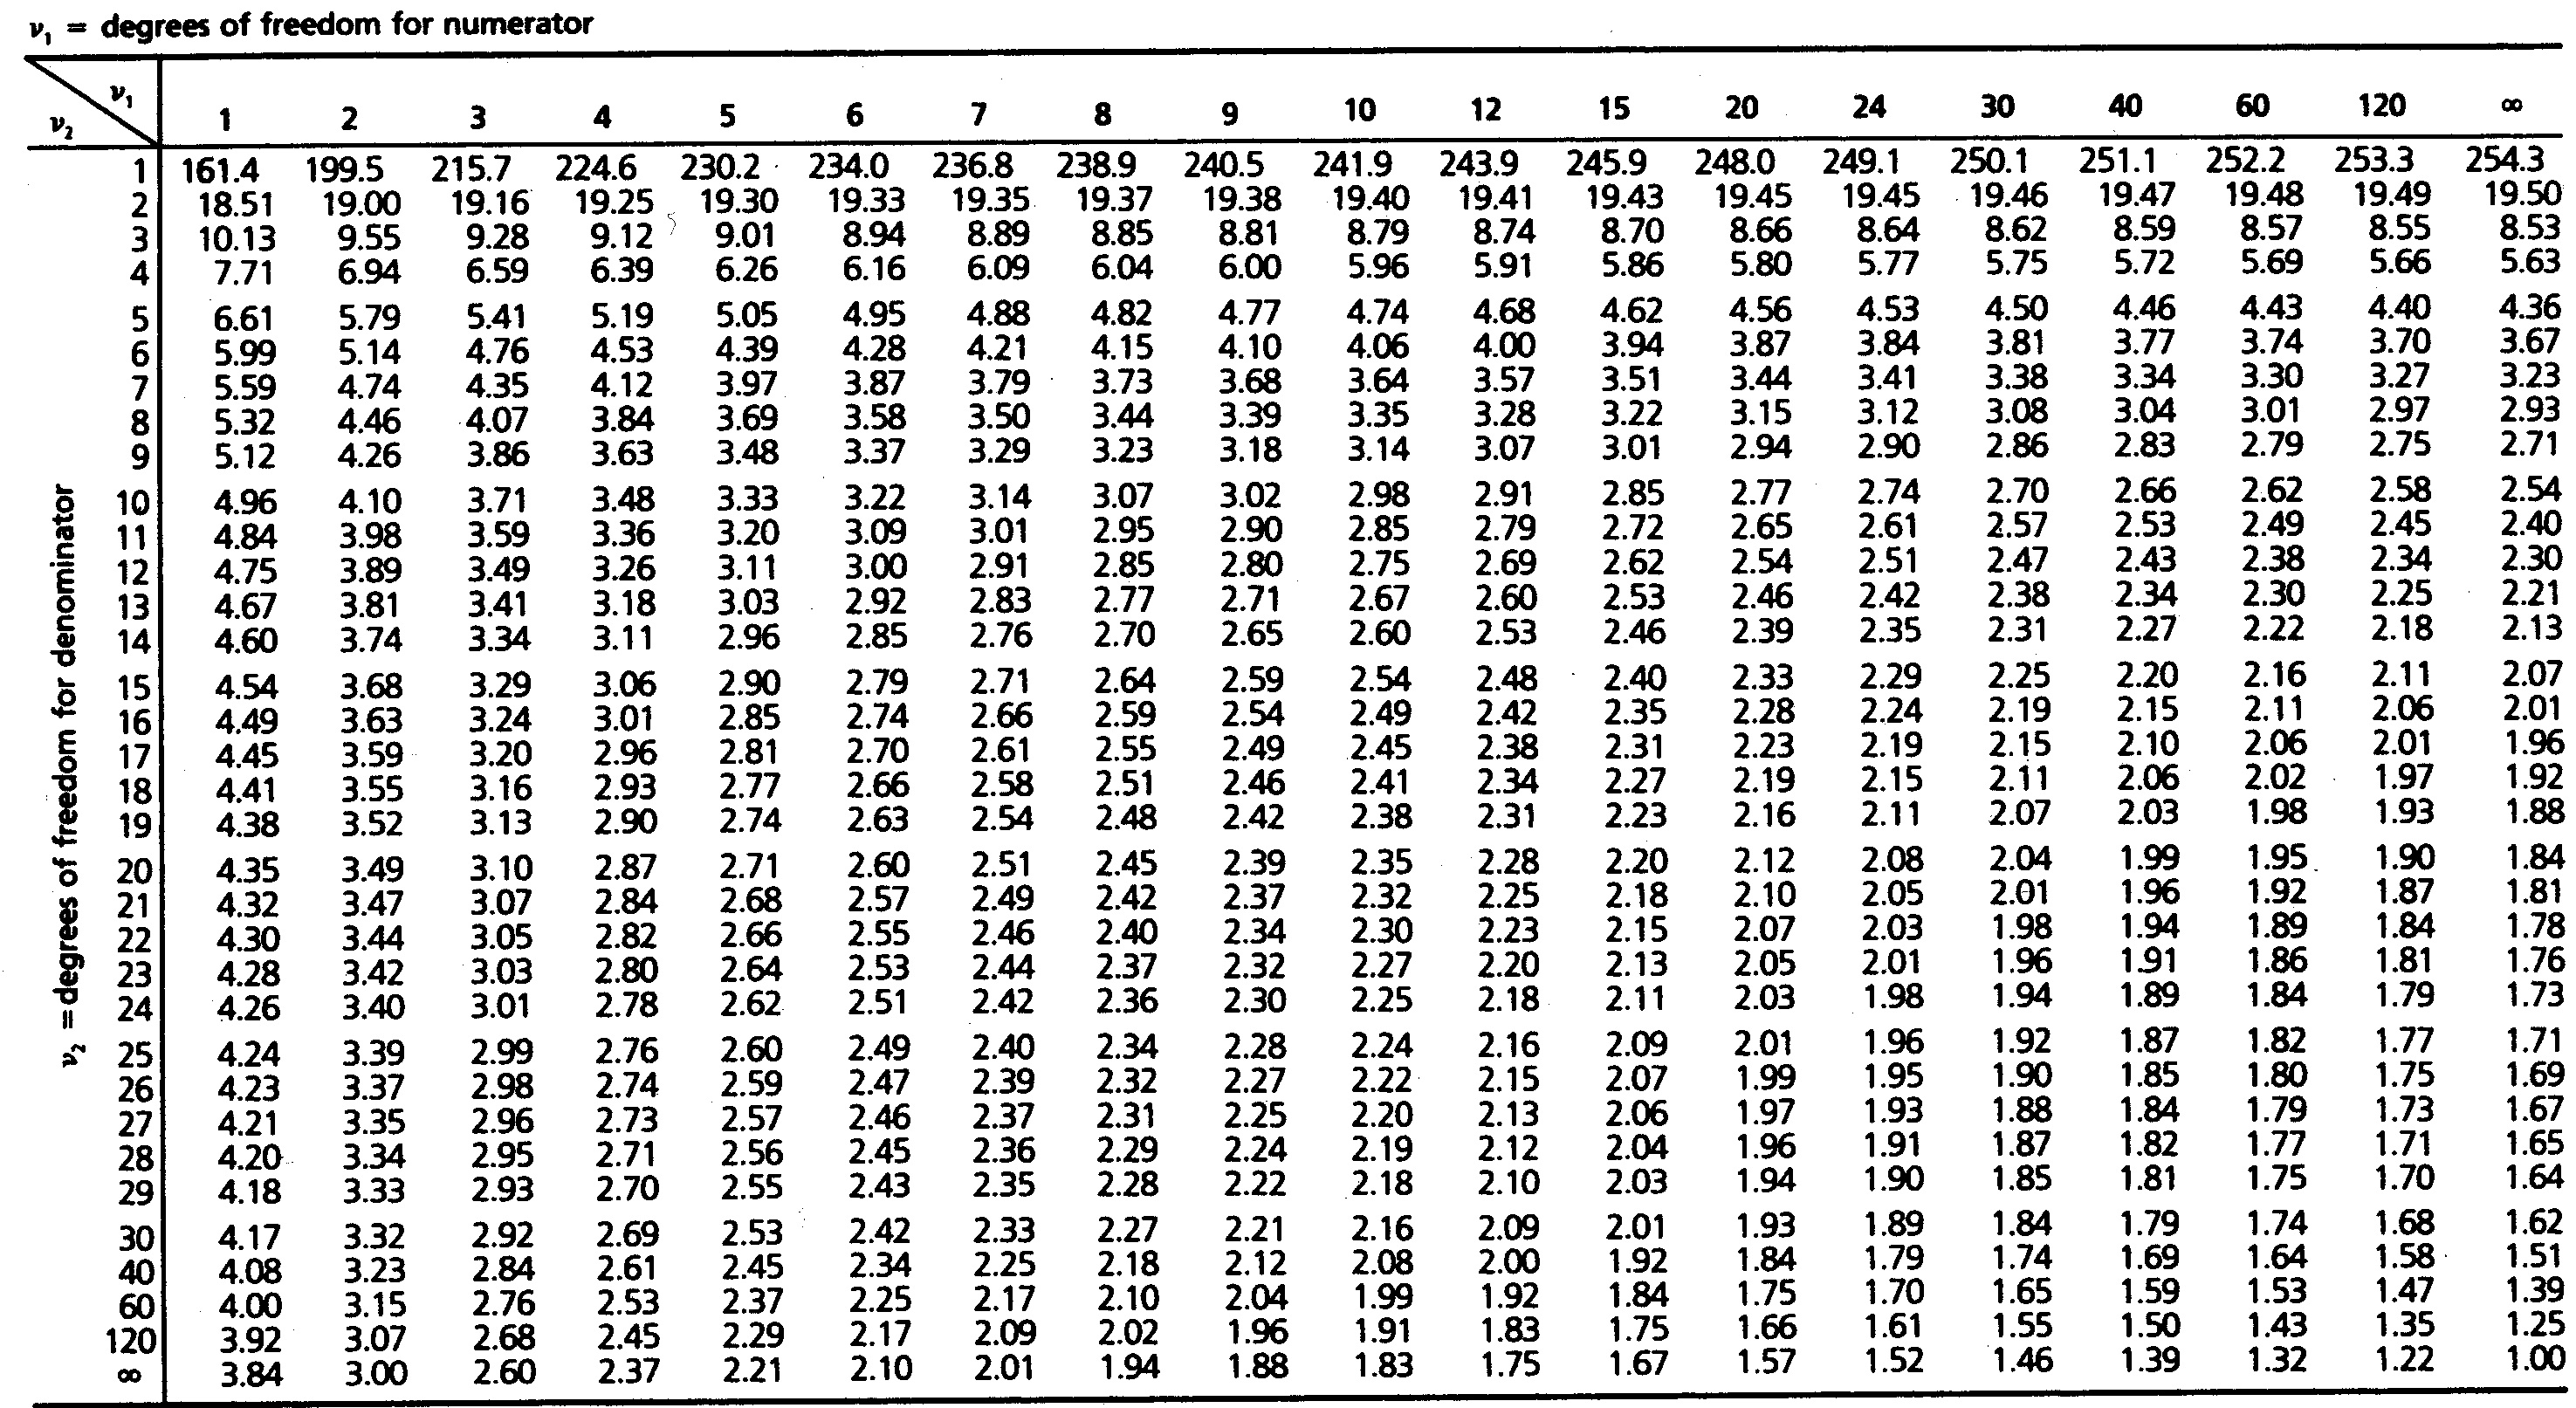 ν₁ = degrees of freedom for numerator
ν₁
ν₂ 1 2 3 4 5 6 7 8 9 10 12 15 20 24 30 40 60 120 ∞
1 161.4 199.5 215.7 224.6 230.2 234.0 236.8 238.9 240.5 241.9 243.9 245.9 248.0 249.1 250.1 251.1 252.2 253.3 254.3
2 18.51 19.00 19.16 19.25 19.30 19.33 19.35 19.37 19.38 19.40 19.41 19.43 19.45 19.45 19.46 19.47 19.48 19.49 19.50
3 10.13 9.55 9.28 9.12 9.01 8.94 8.89 8.85 8.81 8.79 8.74 8.70 8.66 8.64 8.62 8.59 8.57 8.55 8.53
4 7.71 6.94 6.59 6.39 6.26 6.16 6.09 6.04 6.00 5.96 5.91 5.86 5.80 5.77 5.75 5.72 5.69 5.66 5.63
5 6.61 5.79 5.41 5.19 5.05 4.95 4.88 4.82 4.77 4.74 4.68 4.62 4.56 4.53 4.50 4.46 4.43 4.40 4.36
6 5.99 5.14 4.76 4.53 4.39 4.28 4.21 4.15 4.10 4.06 4.00 3.94 3.87 3.84 3.81 3.77 3.74 3.70 3.67
7 5.59 4.74 4.35 4.12 3.97 3.87 3.79 3.73 3.68 3.64 3.57 3.51 3.44 3.41 3.38 3.34 3.30 3.27 3.23
8 5.32 4.46 4.07 3.84 3.69 3.58 3.50 3.44 3.39 3.35 3.28 3.22 3.15 3.12 3.08 3.04 3.01 2.97 2.93
9 5.12 4.26 3.86 3.63 3.48 3.37 3.29 3.23 3.18 3.14 3.07 3.01 2.94 2.90 2.86 2.83 2.79 2.75 2.71
10 4.96 4.10 3.71 3.48 3.33 3.22 3.14 3.07 3.02 2.98 2.91 2.85 2.77 2.74 2.70 2.66 2.62 2.58 2.54
11 4.84 3.98 3.59 3.36 3.20 3.09 3.01 2.95 2.90 2.85 2.79 2.72 2.65 2.61 2.57 2.53 2.49 2.45 2.40
12 4.75 3.89 3.49 3.26 3.11 3.00 2.91 2.85 2.80 2.75 2.69 2.62 2.54 2.51 2.47 2.43 2.38 2.34 2.30
13 4.67 3.81 3.41 3.18 3.03 2.92 2.83 2.77 2.71 2.67 2.60 2.53 2.46 2.42 2.38 2.34 2.30 2.25 2.21
14 4.60 3.74 3.34 3.11 2.96 2.85 2.76 2.70 2.65 2.60 2.53 2.46 2.39 2.35 2.31 2.27 2.22 2.18 2.13
15 4.54 3.68 3.29 3.06 2.90 2.79 2.71 2.64 2.59 2.54 2.48 2.40 2.33 2.29 2.25 2.20 2.16 2.11 2.07
16 4.49 3.63 3.24 3.01 2.85 2.74 2.66 2.59 2.54 2.49 2.42 2.35 2.28 2.24 2.19 2.15 2.11 2.06 2.01
17 4.45 3.59 3.20 2.96 2.81 2.70 2.61 2.55 2.49 2.45 2.38 2.31 2.23 2.19 2.15 2.10 2.06 2.01 1.96
18 4.41 3.55 3.16 2.93 2.77 2.66 2.58 2.51 2.46 2.41 2.34 2.27 2.19 2.15 2.11 2.06 2.02 1.97 1.92
19 4.38 3.52 3.13 2.90 2.74 2.63 2.54 2.48 2.42 2.38 2.31 2.23 2.16 2.11 2.07 2.03 1.98 1.93 1.88
20 4.35 3.49 3.10 2.87 2.71 2.60 2.51 2.45 2.39 2.35 2.28 2.20 2.12 2.08 2.04 1.99 1.95 1.90 1.84
21 4.32 3.47 3.07 2.84 2.68 2.57 2.49 2.42 2.37 2.32 2.25 2.18 2.10 2.05 2.01 1.96 1.92 1.87 1.81
22 4.30 3.44 3.05 2.82 2.66 2.55 2.46 2.40 2.34 2.30 2.23 2.15 2.07 2.03 1.98 1.94 1.89 1.84 1.78
23 4.28 3.42 3.03 2.80 2.64 2.53 2.44 2.37 2.32 2.27 2.20 2.13 2.05 2.01 1.96 1.91 1.86 1.81 1.76
24 4.26 3.40 3.01 2.78 2.62 2.51 2.42 2.36 2.30 2.25 2.18 2.11 2.03 1.98 1.94 1.89 1.84 1.79 1.73
25 4.24 3.39 2.99 2.76 2.60 2.49 2.40 2.34 2.28 2.24 2.16 2.09 2.01 1.96 1.92 1.87 1.82 1.77 1.71
26 4.23 3.37 2.98 2.74 2.59 2.47 2.39 2.32 2.27 2.22 2.15 2.07 1.99 1.95 1.90 1.85 1.80 1.75 1.69
27 4.21 3.35 2.96 2.73 2.57 2.46 2.37 2.31 2.25 2.20 2.13 2.06 1.97 1.93 1.88 1.84 1.79 1.73 1.67
28 4.20 3.34 2.95 2.71 2.56 2.45 2.36 2.29 2.24 2.19 2.12 2.04 1.96 1.91 1.87 1.82 1.77 1.71 1.65
29 4.18 3.33 2.93 2.70 2.55 2.43 2.35 2.28 2.22 2.18 2.10 2.03 1.94 1.90 1.85 1.81 1.75 1.70 1.64
30 4.17 3.32 2.92 2.69 2.53 2.42 2.33 2.27 2.21 2.16 2.09 2.01 1.93 1.89 1.84 1.79 1.74 1.68 1.62
40 4.08 3.23 2.84 2.61 2.45 2.34 2.25 2.18 2.12 2.08 2.00 1.92 1.84 1.79 1.74 1.69 1.64 1.58 1.51
60 4.00 3.15 2.76 2.53 2.37 2.25 2.17 2.10 2.04 1.99 1.92 1.84 1.75 1.70 1.65 1.59 1.53 1.47 1.39
120 3.92 3.07 2.68 2.45 2.29 2.17 2.09 2.02 1.96 1.91 1.83 1.75 1.66 1.61 1.55 1.50 1.43 1.35 1.25
∞ 3.84 3.00 2.60 2.37 2.21 2.10 2.01 1.94 1.88 1.83 1.75 1.67 1.57 1.52 1.46 1.39 1.32 1.22 1.00
ν₂ = degrees of freedom for denominator